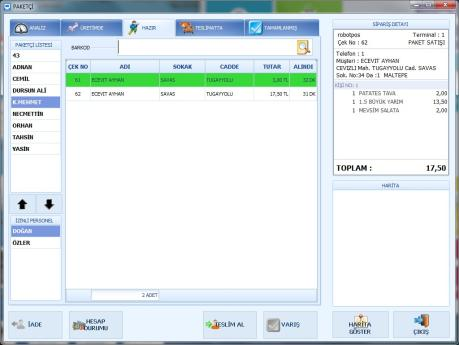 PAKETÇİ
ANALİZ
ÜRETİMDE
HAZIR
TESLİMATTA
TAMAMLANMIŞ
PAKETÇİ LİSTESİ
43
ADNAN
CEMİL
DURSUN ALİ
K.MEHMET
NECMETTİN
ORHAN
TAHSİN
YASİN
İZİNLİ PERSONEL
DOĞAN
ÖZLER
BARKOD
ÇEK NO ADI SOKAK CADDE TUTAR ALINDI
61 ECEVİT AYHAN SAVAS TUGAYYOLU 3,00 TL 32 DK
62 ECEVİT AYHAN SAVAS TUGAYYOLU 17,50 TL 31 DK
2 ADET
SİPARİŞ DETAYI
robotpos Terminal : 1
Çek No : 62 PAKET SATIŞI
Telefon : 1
Müşteri : ECEVİT AYHAN
CEVIZLI Mah. TUGAYYOLU Cad. SAVAS
Sok. No:34 Da :1 MALTEPE
KİŞİ NO: 1
1 PATATES TAVA 2,00
1 1.5 BÜYÜK YARIM 13,50
1 MEVSİM SALATA 2,00
TOPLAM : 17,50
HARİTA
İADE
HESAP DURUMU
TESLİM AL
VARIŞ
HARİTA GÖSTER
ÇIKIŞ